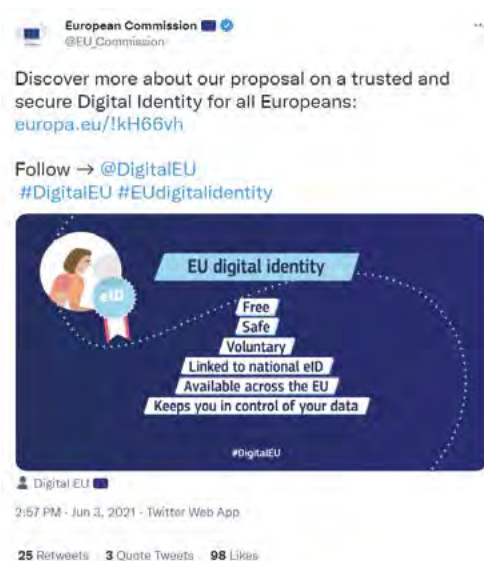 European Commission
@EU_Commission
Discover more about our proposal on a trusted and
secure Digital Identity for all Europeans:
europa.eu/!kH66vh
Follow → @DigitalEU
#DigitalEU #EUdigitalidentity
eID
EU digital identity
Free
Safe
Voluntary
Linked to national eID
Available across the EU
Keeps you in control of your data
#DigitalEU
Digital EU
2:57 PM · Jun 3, 2021 · Twitter Web App
25 Retweets 3 Quote Tweets 98 Likes